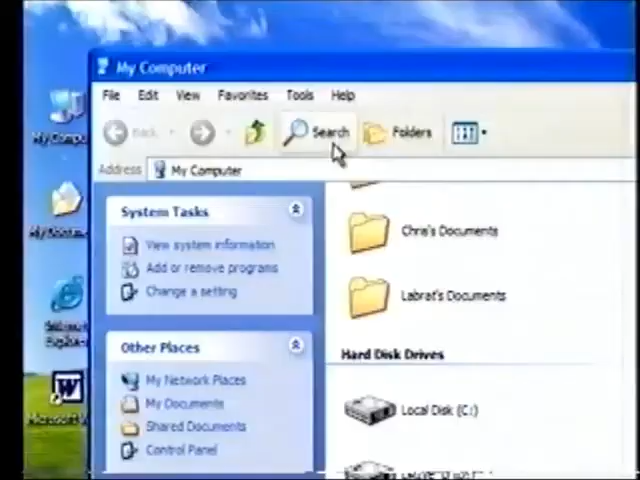 My Computer
File Edit View Favorites Tools Help
Back Search Folders
Address My Computer
My Compu
System Tasks
View system information
Add or remove programs
Change a setting
Other Places
My Network Places
My Documents
Shared Documents
Control Panel
Chris's Documents
Labrat's Documents
Hard Disk Drives
Local Disk (C:)